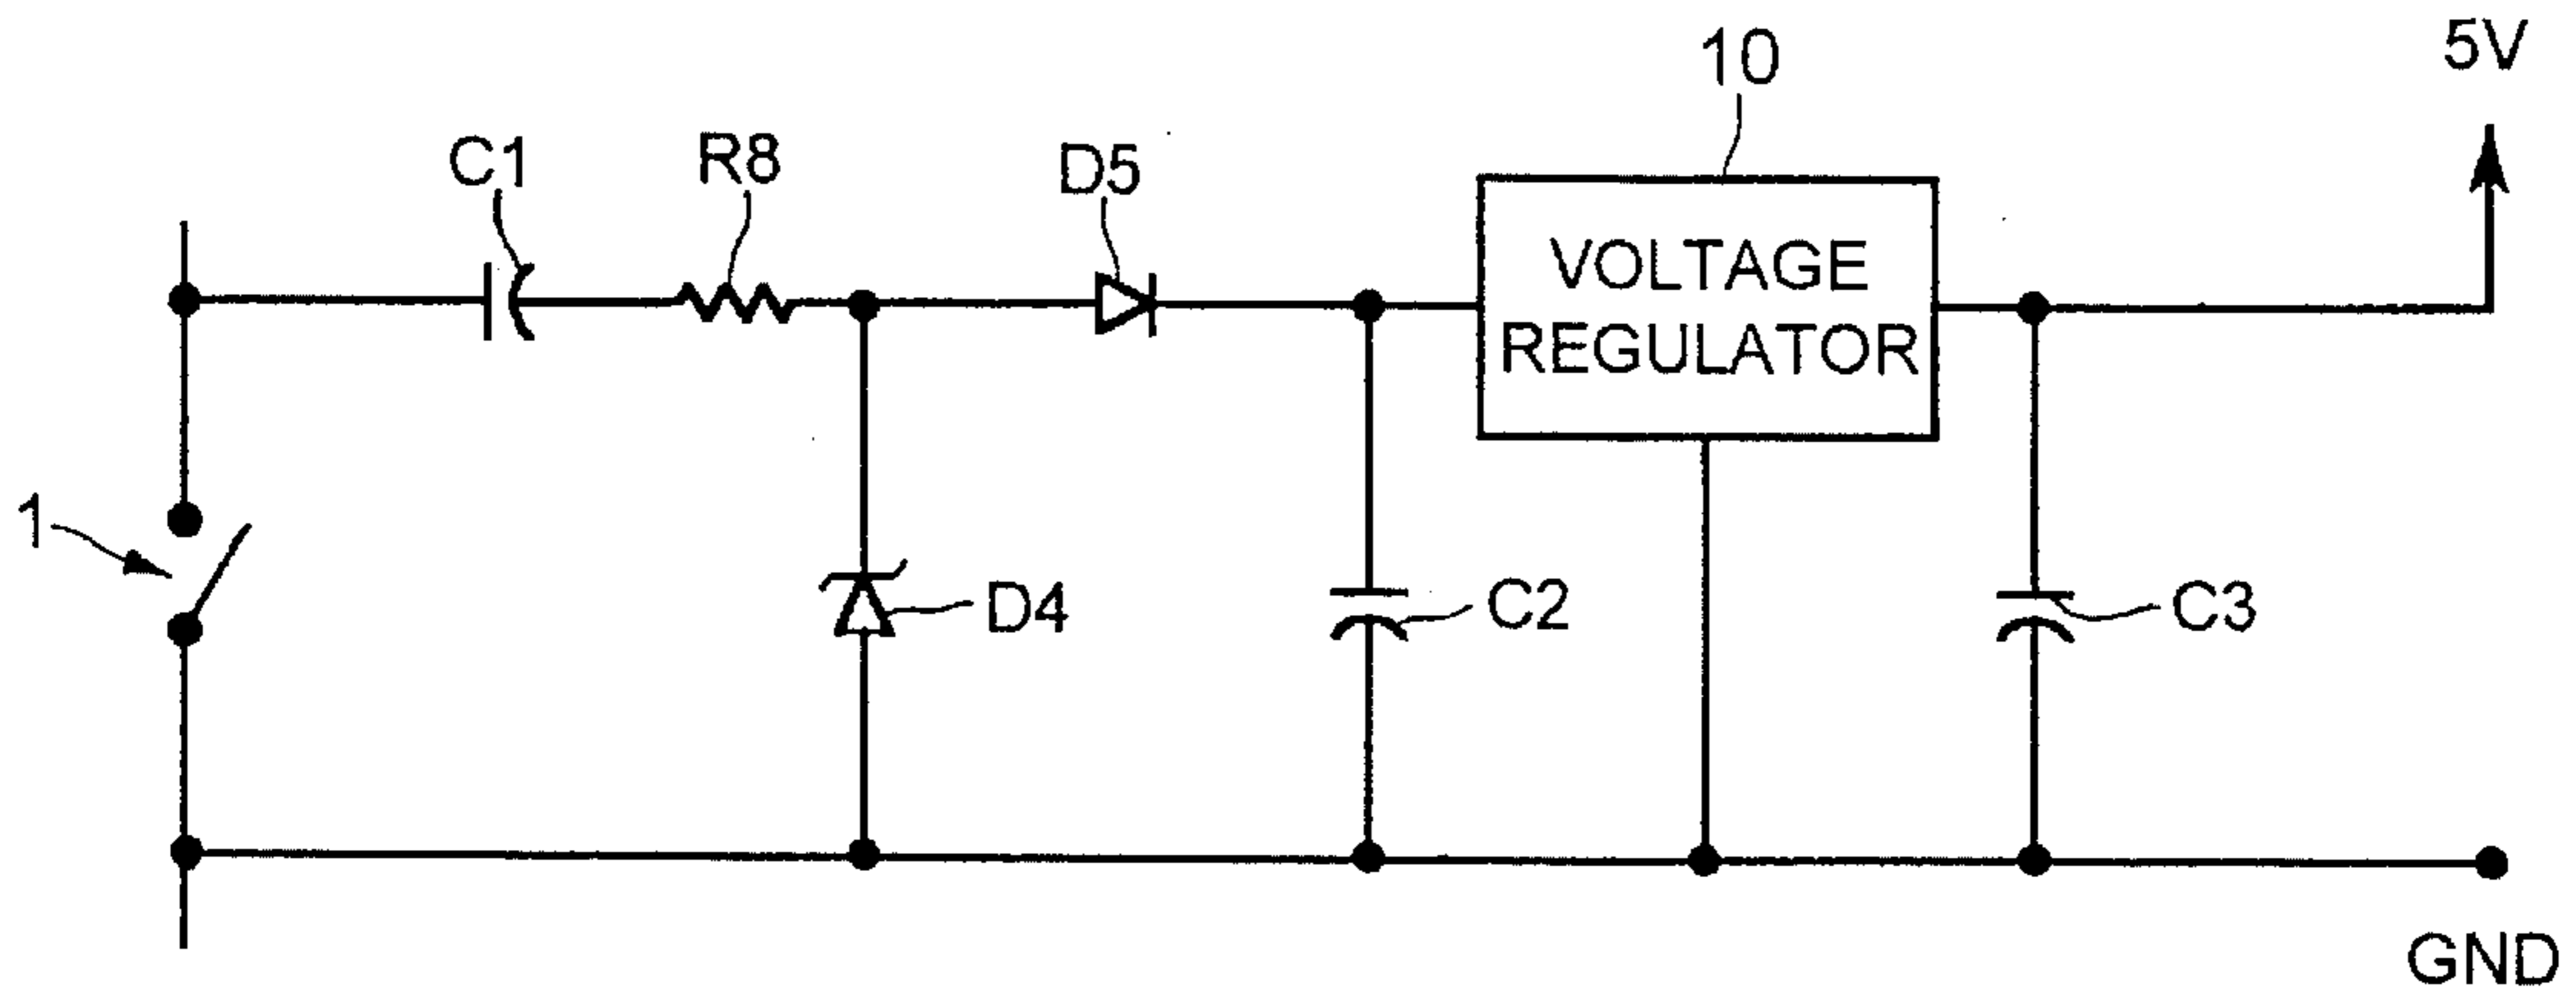 10
5V
C1
R8
D5
VOLTAGE
REGULATOR
1
D4
C2
C3
GND